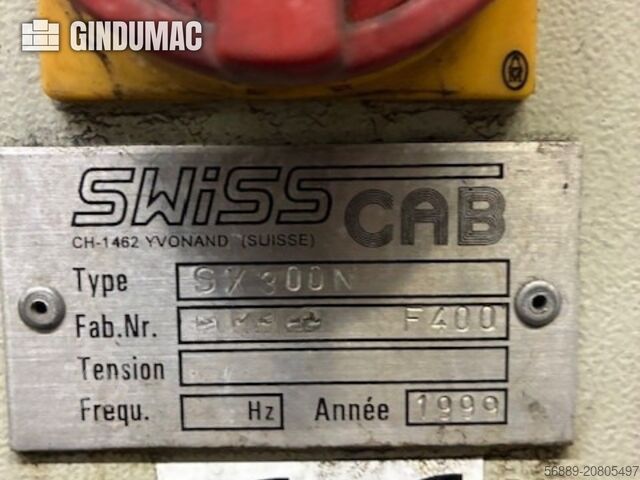 GINDUMAC
SWiSS CAB
CH-1462 YVONAND (SUISSE)
Type SX300N
Fab.Nr. F400
Tension
Frequ. Hz Année 1999
56889-20805497